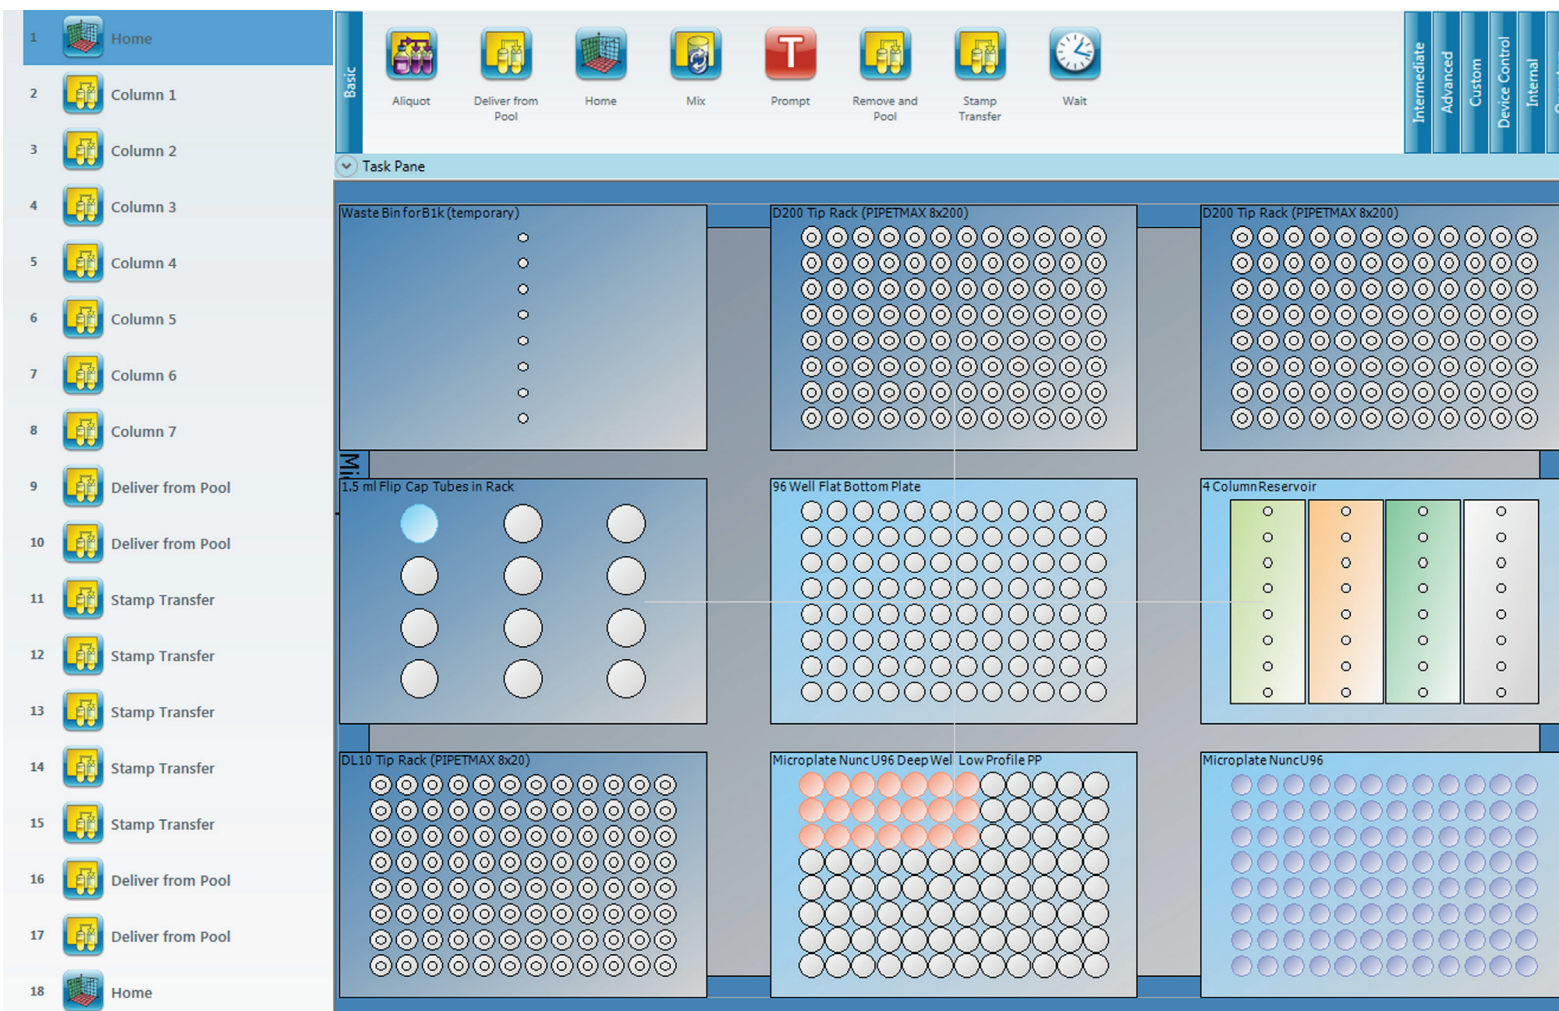 1 Home
2 Column 1
3 Column 2
4 Column 3
5 Column 4
6 Column 5
7 Column 6
8 Column 7
9 Deliver from Pool
10 Deliver from Pool
11 Stamp Transfer
12 Stamp Transfer
13 Stamp Transfer
14 Stamp Transfer
15 Stamp Transfer
16 Deliver from Pool
17 Deliver from Pool
18 Home
Basic
Aliquot
Deliver from
Pool
Home
Mix
T
Prompt
Remove and
Pool
Stamp
Transfer
Wait
Intermediate
Advanced
Custom
Device Control
Internal
Task Pane
Waste Bin for B1k (temporary)
D200 Tip Rack (PIPETMAX 8x200)
D200 Tip Rack (PIPETMAX 8x200)
1.5 ml Flip Cap Tubes in Rack
96 Well Flat Bottom Plate
4 Column Reservoir
DL10 Tip Rack (PIPETMAX 8x20)
Microplate Nunc U96 Deep Well Low Profile PP
Microplate Nunc U96